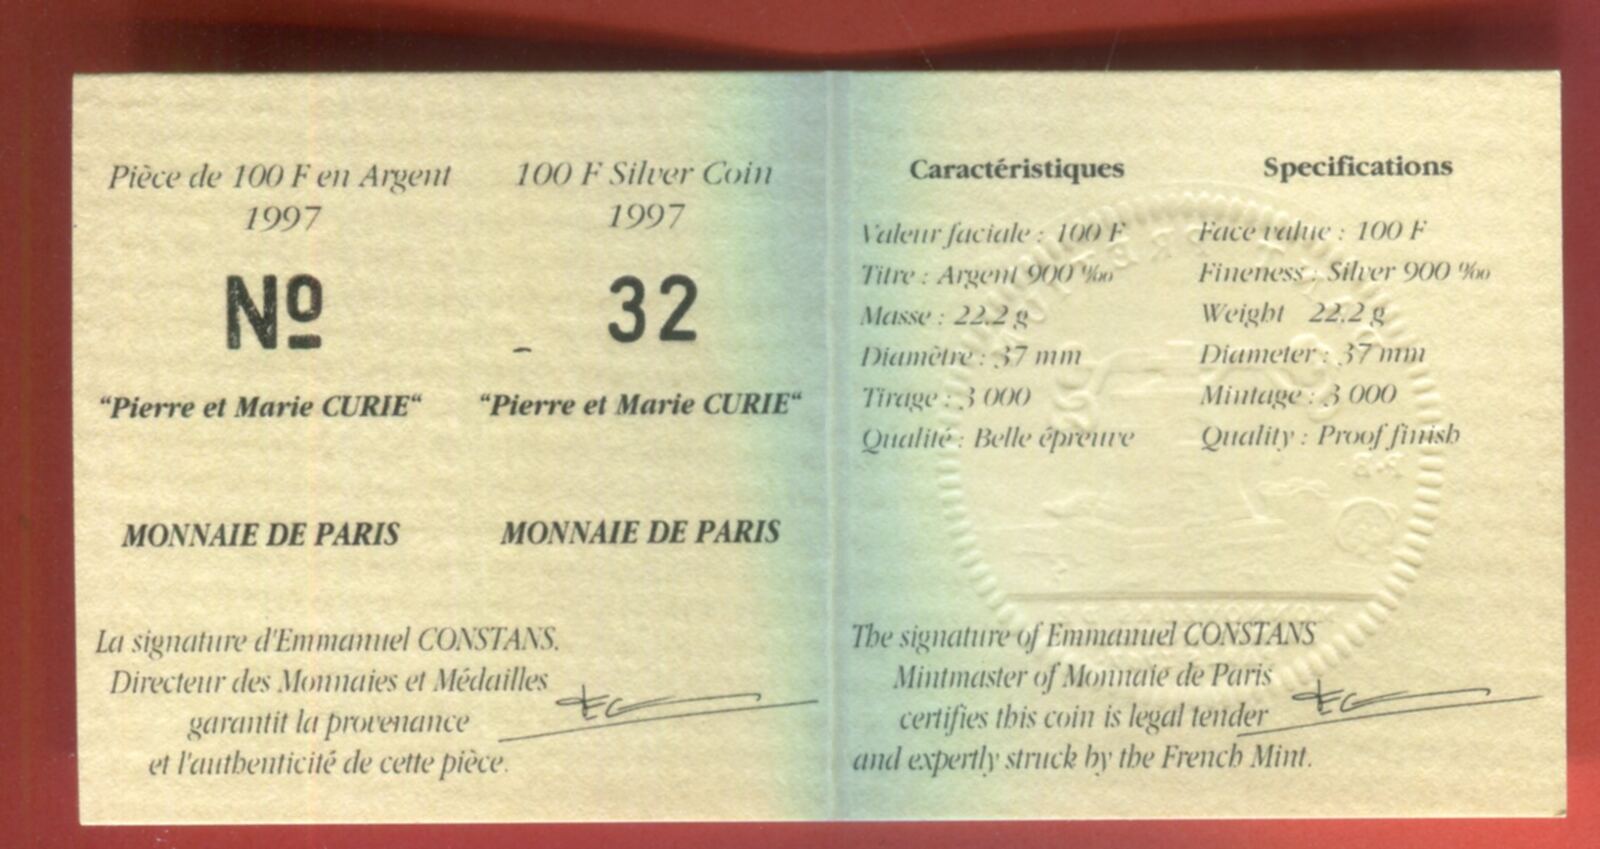 Pièce de 100 F en Argent
1997
Nº
"Pierre et Marie CURIE"
MONNAIE DE PARIS
100 F Silver Coin
1997
32
"Pierre et Marie CURIE"
MONNAIE DE PARIS
La signature d'Emmanuel CONSTANS.
Directeur des Monnaies et Médailles
garantit la provenance
et l'authenticité de cette pièce.
Caractéristiques
Valeur faciale : 100 F
Titre : Argent 900 ‰
Masse : 22.2 g
Diamètre : 37 mm
Tirage : 3 000
Qualité : Belle épreuve
Specifications
Face value : 100 F
Fineness : Silver 900 ‰
Weight 22.2 g
Diameter : 37 mm
Mintage : 3 000
Quality : Proof finish
The signature of Emmanuel CONSTANS
Mintmaster of Monnaie de Paris
certifies this coin is legal tender
and expertly struck by the French Mint.